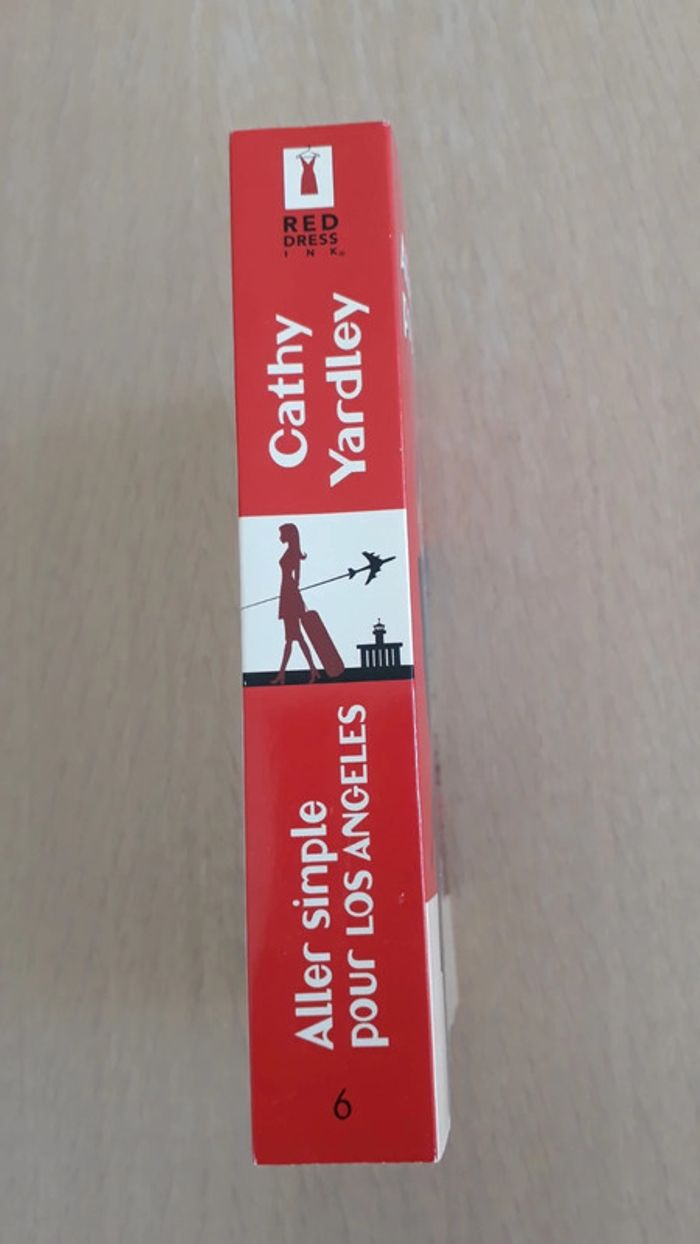 RED
DRESS
INK®
Cathy
Yardley
Aller simple
pour LOS ANGELES
6